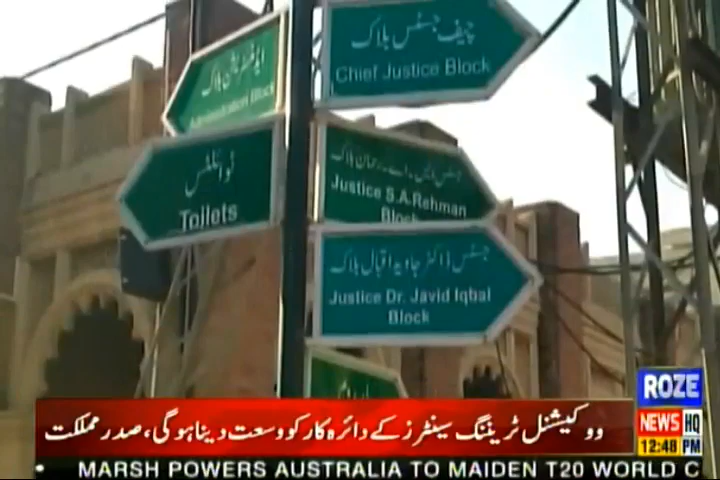 چیف جسٹس بلاک
Chief Justice Block
ایڈمنسٹریشن بلاک
Administration Block
ٹوائلٹس
Toilets
جسٹس ایس۔اے۔رحمان بلاک
Justice S.A.Rehman
Block
جسٹس ڈاکٹر جاوید اقبال بلاک
Justice Dr. Javid Iqbal
Block
ROZE
NEWS HQ
12:48 PM
ووکیشنل ٹریننگ سینٹرز کے دائرہ کار کو وسعت دینا ہوگی، صدر مملکت
• MARSH POWERS AUSTRALIA TO MAIDEN T20 WORLD C